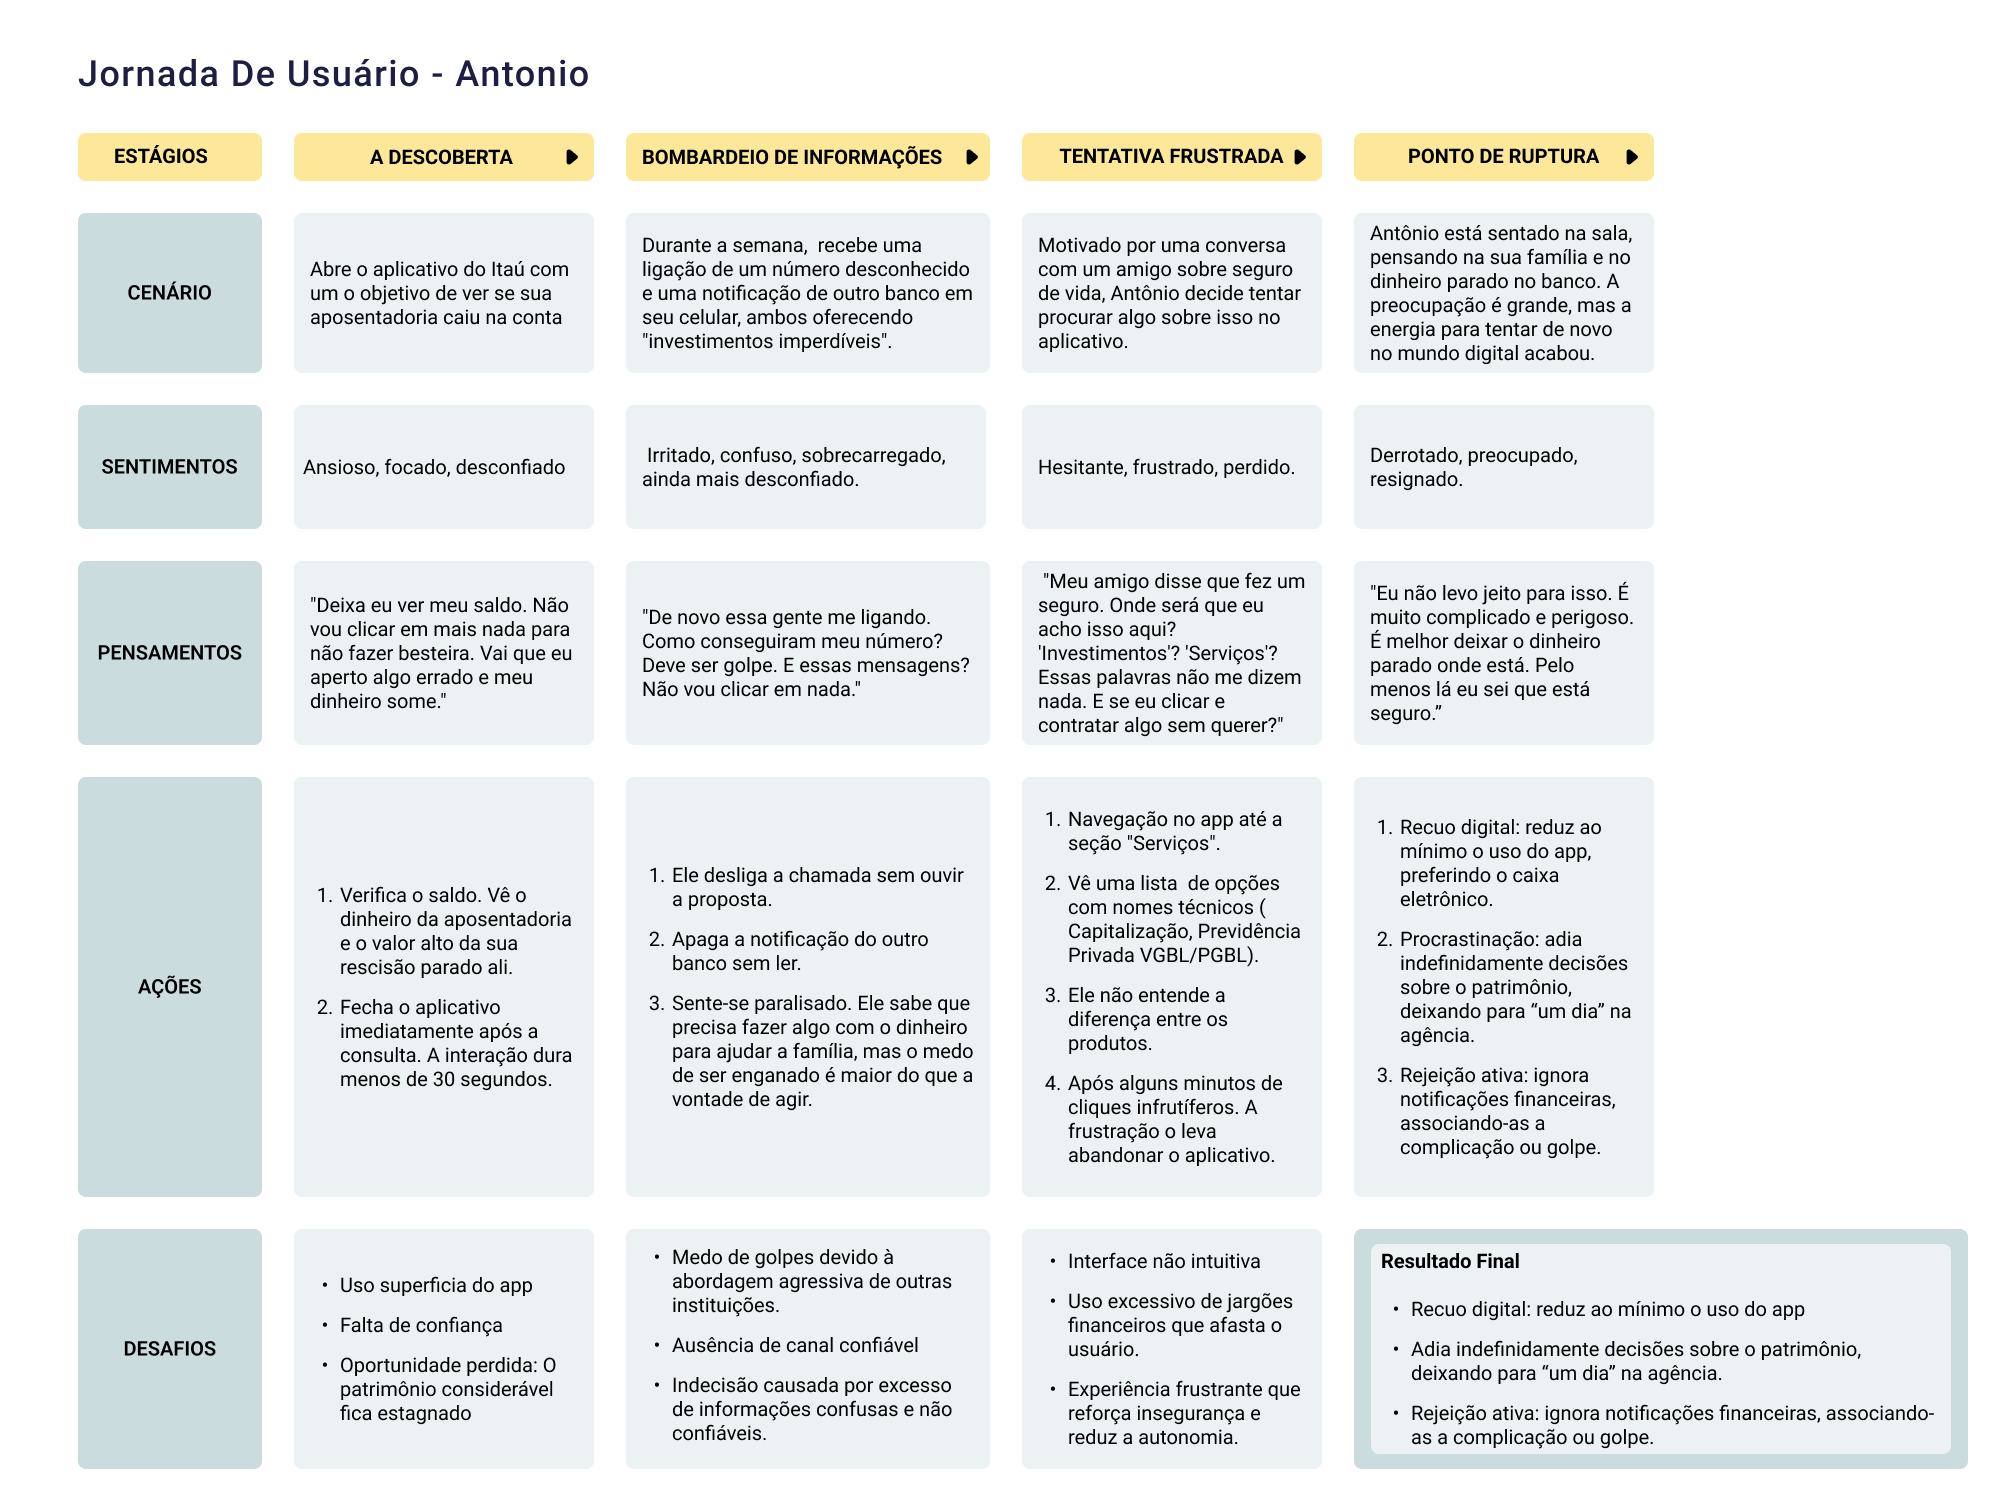 Jornada De Usuário - Antonio
ESTÁGIOS
A DESCOBERTA
BOMBARDEIO DE INFORMAÇÕES
TENTATIVA FRUSTRADA
PONTO DE RUPTURA
CENÁRIO
Abre o aplicativo do Itaú com
um o objetivo de ver se sua
aposentadoria caiu na conta
Durante a semana,  recebe uma
ligação de um número desconhecido
e uma notificação de outro banco em
seu celular, ambos oferecendo
"investimentos imperdíveis".
Motivado por uma conversa
com um amigo sobre seguro
de vida, Antônio decide tentar
procurar algo sobre isso no
aplicativo.
Antônio está sentado na sala,
pensando na sua família e no
dinheiro parado no banco. A
preocupação é grande, mas a
energia para tentar de novo
no mundo digital acabou.
SENTIMENTOS
Ansioso, focado, desconfiado
Irritado, confuso, sobrecarregado,
ainda mais desconfiado.
Hesitante, frustrado, perdido.
Derrotado, preocupado,
resignado.
PENSAMENTOS
"Deixa eu ver meu saldo. Não
vou clicar em mais nada para
não fazer besteira. Vai que eu
aperto algo errado e meu
dinheiro some."
"De novo essa gente me ligando.
Como conseguiram meu número?
Deve ser golpe. E essas mensagens?
Não vou clicar em nada."
"Meu amigo disse que fez um
seguro. Onde será que eu
acho isso aqui?
'Investimentos'? 'Serviços'?
Essas palavras não me dizem
nada. E se eu clicar e
contratar algo sem querer?"
"Eu não levo jeito para isso. É
muito complicado e perigoso.
É melhor deixar o dinheiro
parado onde está. Pelo
menos lá eu sei que está
seguro.”
AÇÕES
1. Verifica o saldo. Vê o
dinheiro da aposentadoria
e o valor alto da sua
rescisão parado ali.
2. Fecha o aplicativo
imediatamente após a
consulta. A interação dura
menos de 30 segundos.
1. Ele desliga a chamada sem ouvir
a proposta.
2. Apaga a notificação do outro
banco sem ler.
3. Sente-se paralisado. Ele sabe que
precisa fazer algo com o dinheiro
para ajudar a família, mas o medo
de ser enganado é maior do que a
vontade de agir.
1. Navegação no app até a
seção "Serviços".
2. Vê uma lista  de opções
com nomes técnicos (
Capitalização, Previdência
Privada VGBL/PGBL).
3. Ele não entende a
diferença entre os
produtos.
4. Após alguns minutos de
cliques infrutíferos. A
frustração o leva
abandonar o aplicativo.
1. Recuo digital: reduz ao
mínimo o uso do app,
preferindo o caixa
eletrônico.
2. Procrastinação: adia
indefinidamente decisões
sobre o patrimônio,
deixando para “um dia” na
agência.
3. Rejeição ativa: ignora
notificações financeiras,
associando-as a
complicação ou golpe.
DESAFIOS
• Uso superficia do app
• Falta de confiança
• Oportunidade perdida: O
patrimônio considerável
fica estagnado
• Medo de golpes devido à
abordagem agressiva de outras
instituições.
• Ausência de canal confiável
• Indecisão causada por excesso
de informações confusas e não
confiáveis.
• Interface não intuitiva
• Uso excessivo de jargões
financeiros que afasta o
usuário.
• Experiência frustrante que
reforça insegurança e
reduz a autonomia.
Resultado Final
• Recuo digital: reduz ao mínimo o uso do app
• Adia indefinidamente decisões sobre o patrimônio,
deixando para “um dia” na agência.
• Rejeição ativa: ignora notificações financeiras, associando-
as a complicação ou golpe.